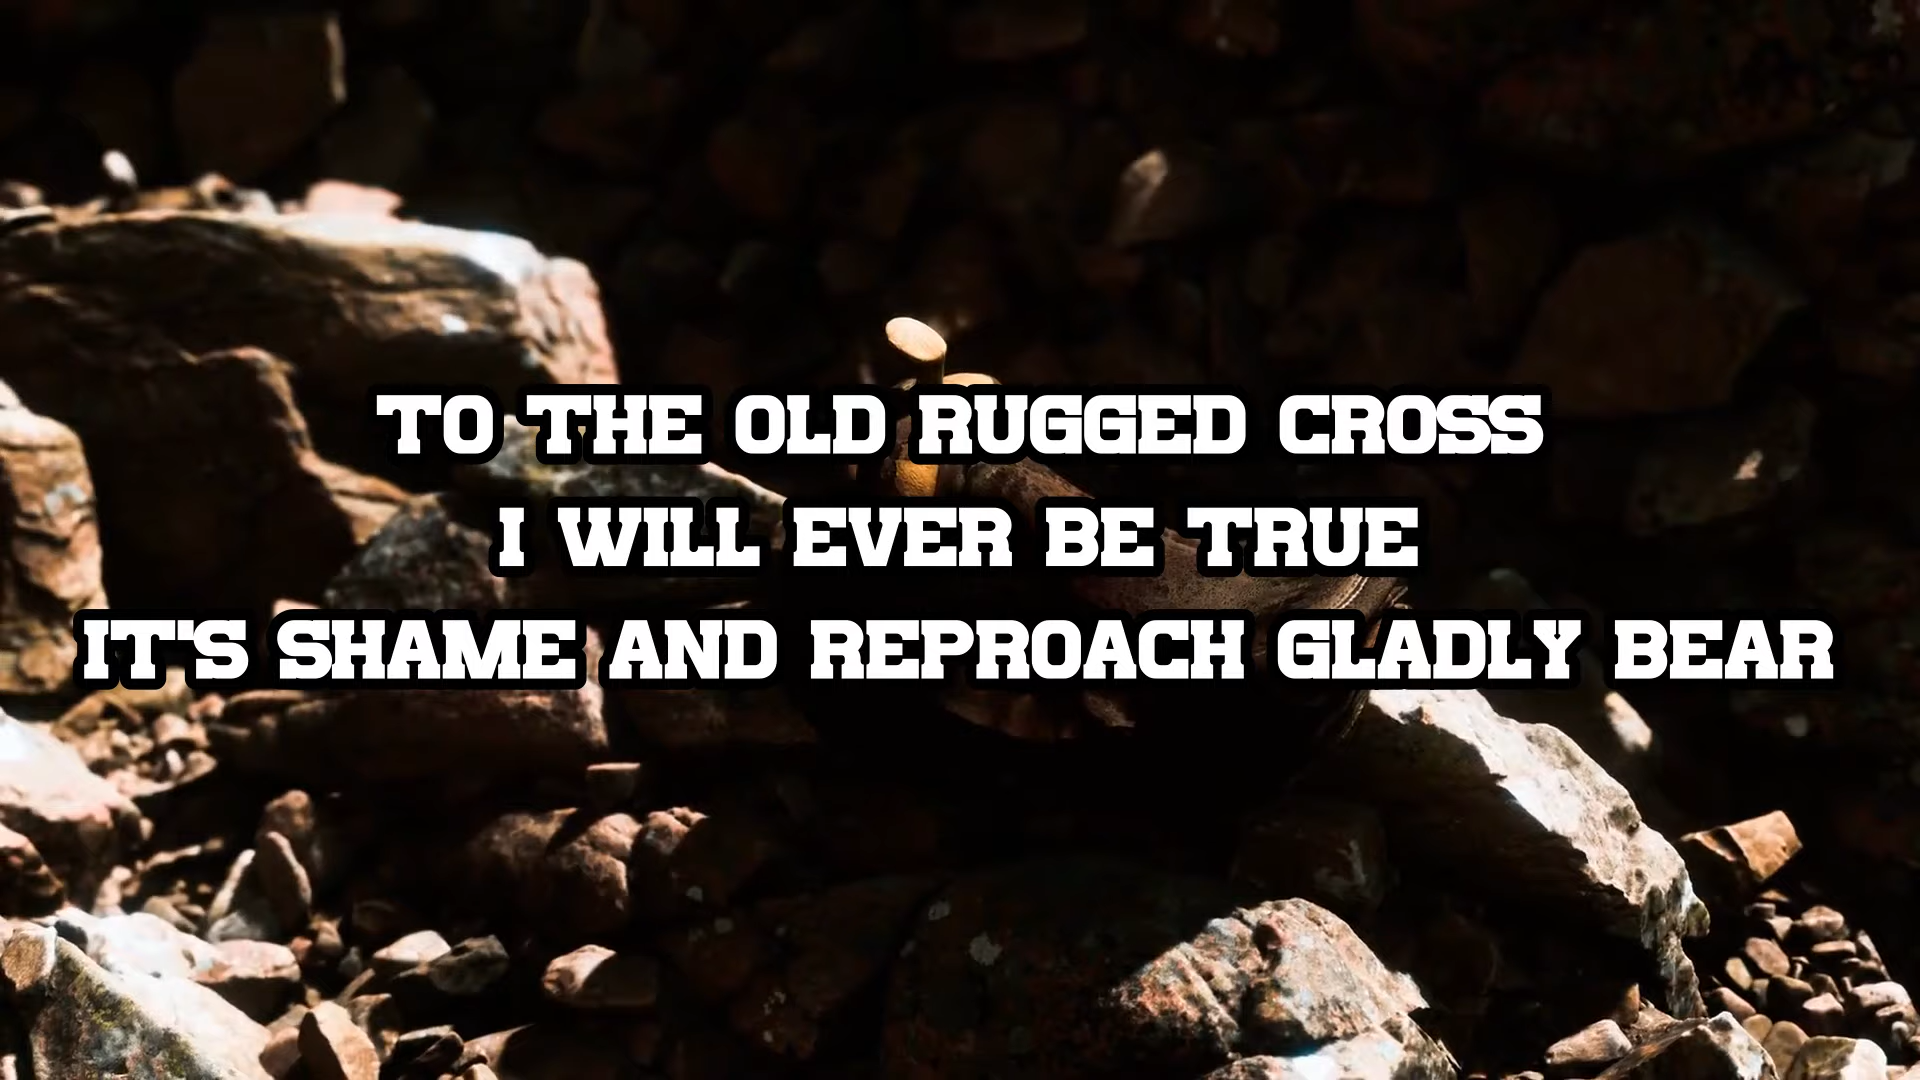 TO THE OLD RUGGED CROSS
I WILL EVER BE TRUE
IT'S SHAME AND REPROACH GLADLY BEAR